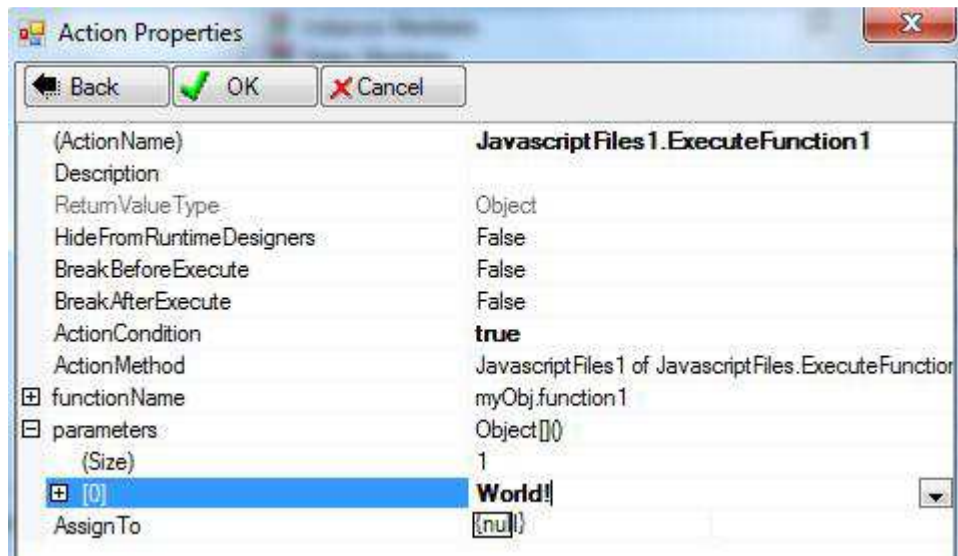 Action Properties
Back OK Cancel
(ActionName) JavascriptFiles1.ExecuteFunction1
Description
ReturnValueType Object
HideFromRuntimeDesigners False
BreakBeforeExecute False
BreakAfterExecute False
ActionCondition true
ActionMethod JavascriptFiles1 of JavascriptFiles.ExecuteFunction
functionName myObj.function1
parameters Object[]()
(Size) 1
[0] World!
AssignTo {null}